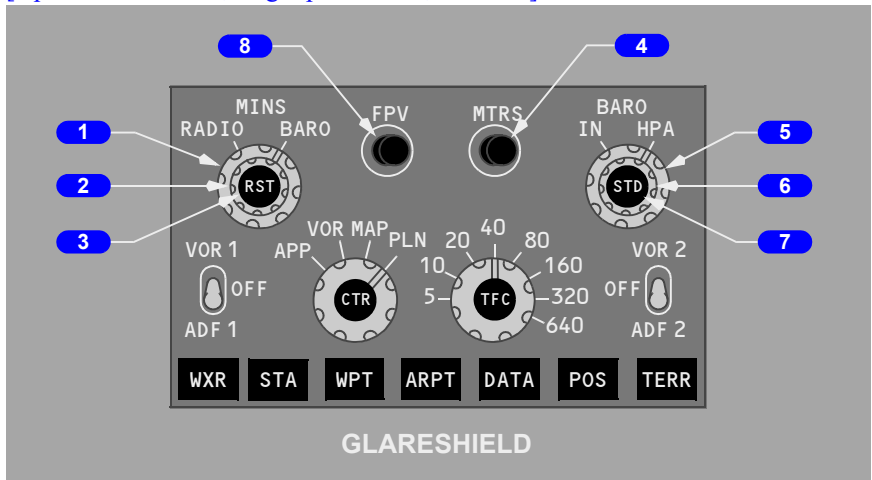 8 4
MINS FPV MTRS BARO
1 RADIO BARO IN HPA 5
2 RST STD 6
3 7
VOR 1 APP VOR MAP PLN 10 20 40 80 160 VOR 2
OFF CTR 5 TFC 320 OFF
ADF 1 640 ADF 2
WXR STA WPT ARPT DATA POS TERR
GLARESHIELD